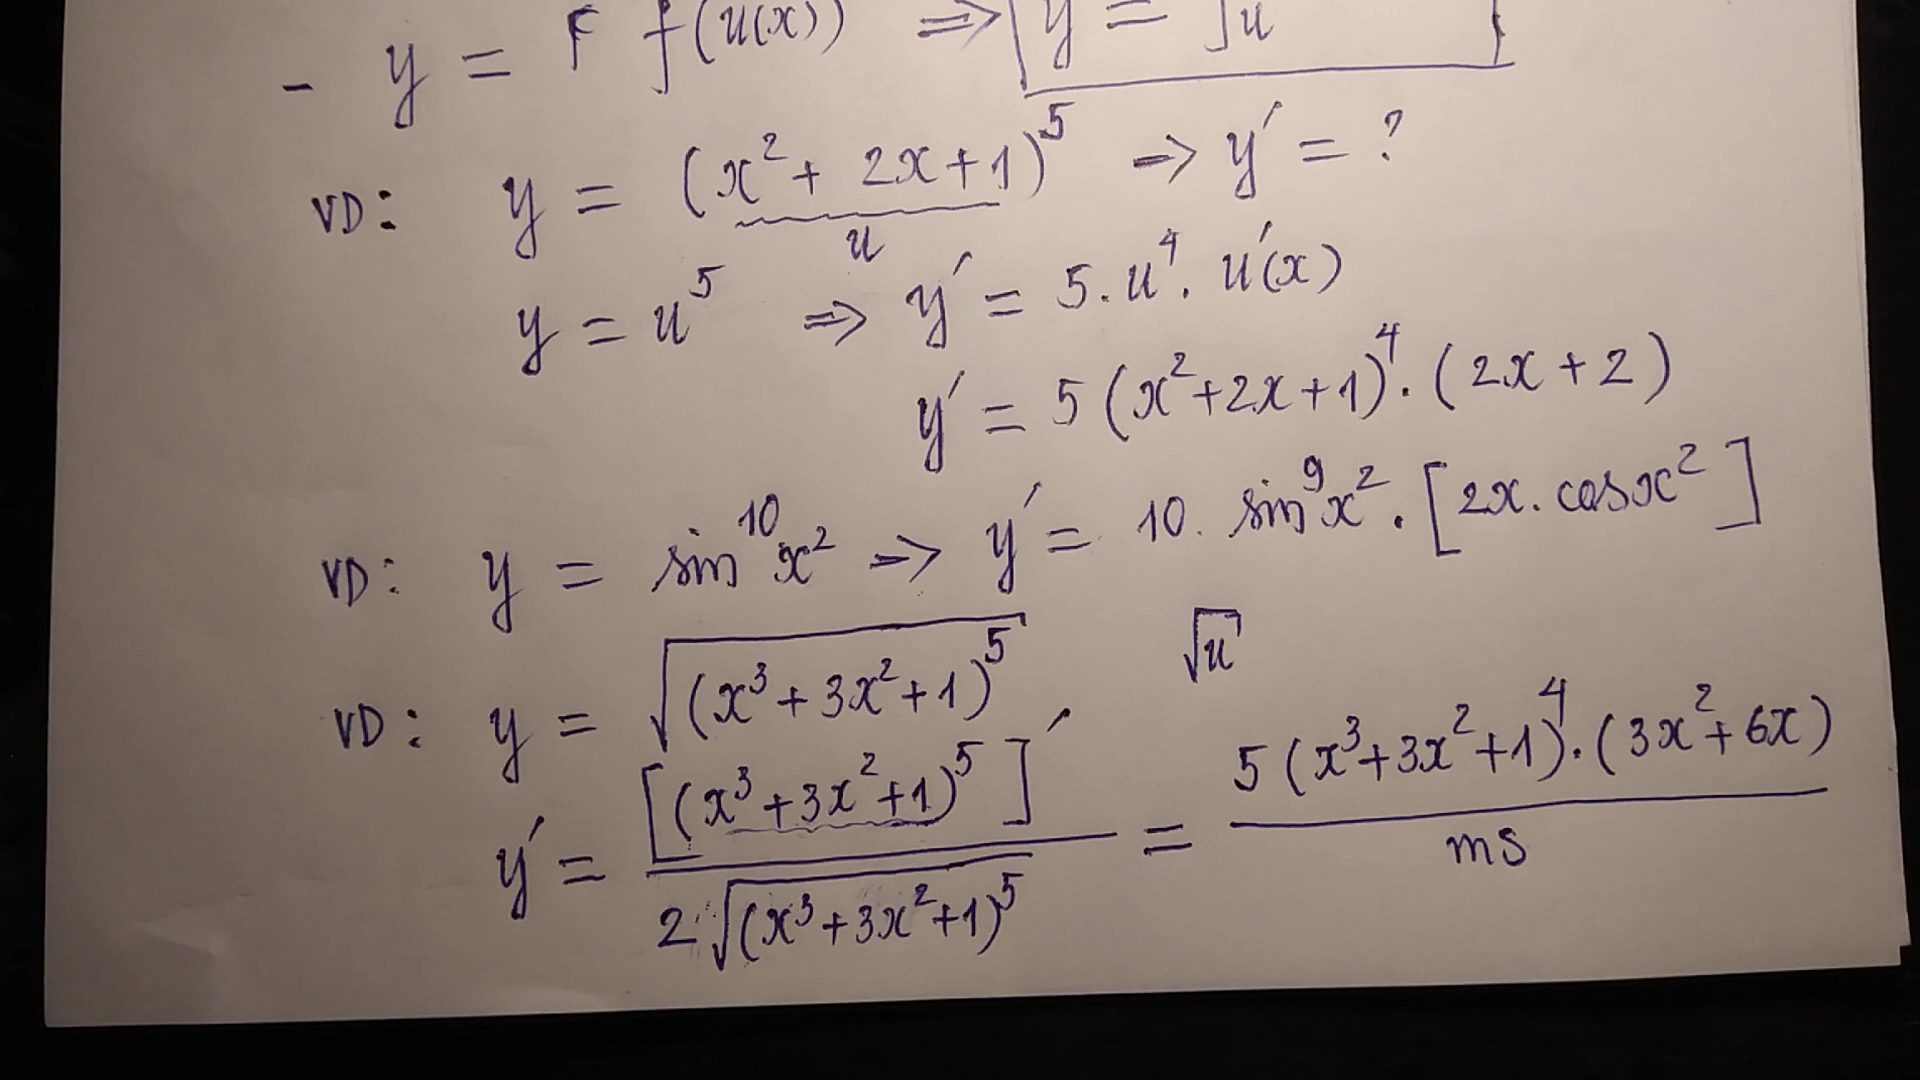 - y = f(u(x)) => y = f u
VD: y = (x² + 2x + 1)⁵ => y' = ?
u
y = u⁵ => y' = 5.u⁴.u'(x)
y' = 5(x²+2x+1)⁴.(2x+2)
VD: y = sin¹⁰x² => y' = 10. sin⁹x².[2x.cosx²]
VD: y = √(x³+3x²+1)⁵ √u
y' = [(x³+3x²+1)⁵]' / 2√(x³+3x²+1)⁵ = 5(x³+3x²+1)⁴.(3x²+6x) / ms